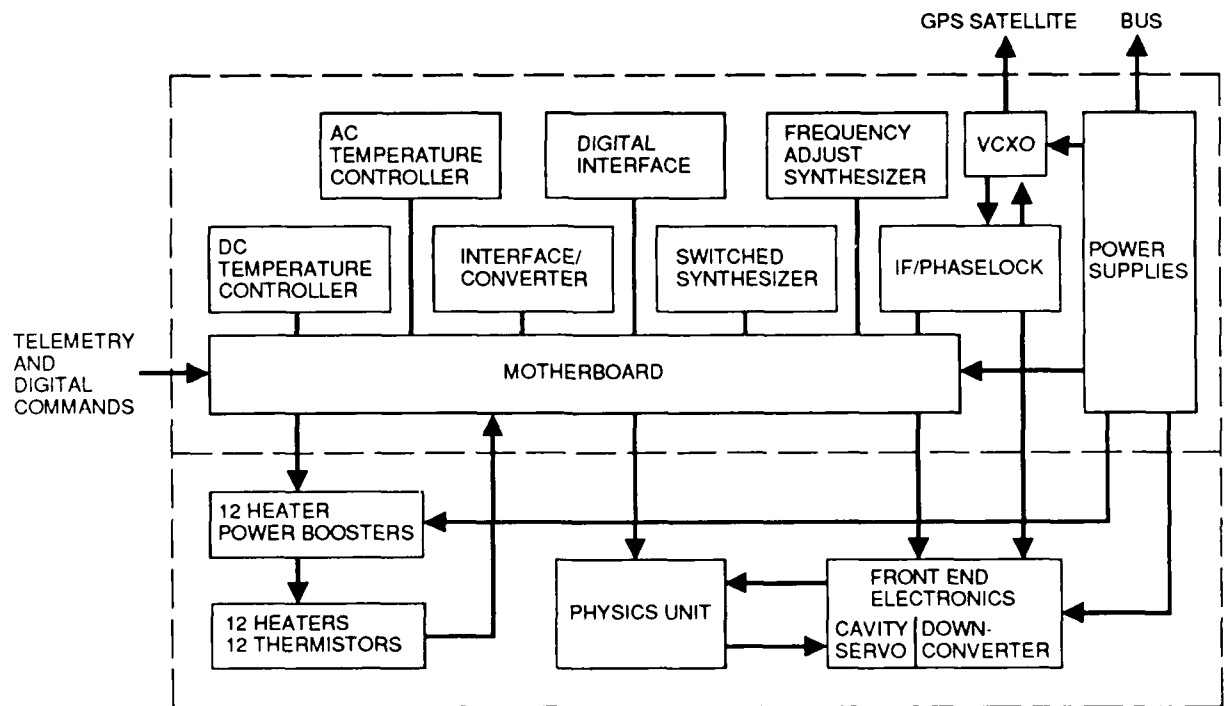 GPS SATELLITE
BUS
AC
TEMPERATURE
CONTROLLER
DIGITAL
INTERFACE
FREQUENCY
ADJUST
SYNTHESIZER
VCXO
DC
TEMPERATURE
CONTROLLER
INTERFACE/
CONVERTER
SWITCHED
SYNTHESIZER
IF/PHASELOCK
POWER
SUPPLIES
TELEMETRY
AND
DIGITAL
COMMANDS
MOTHERBOARD
12 HEATER
POWER BOOSTERS
12 HEATERS
12 THERMISTORS
PHYSICS UNIT
FRONT END
ELECTRONICS
CAVITY
SERVO
DOWN-
CONVERTER